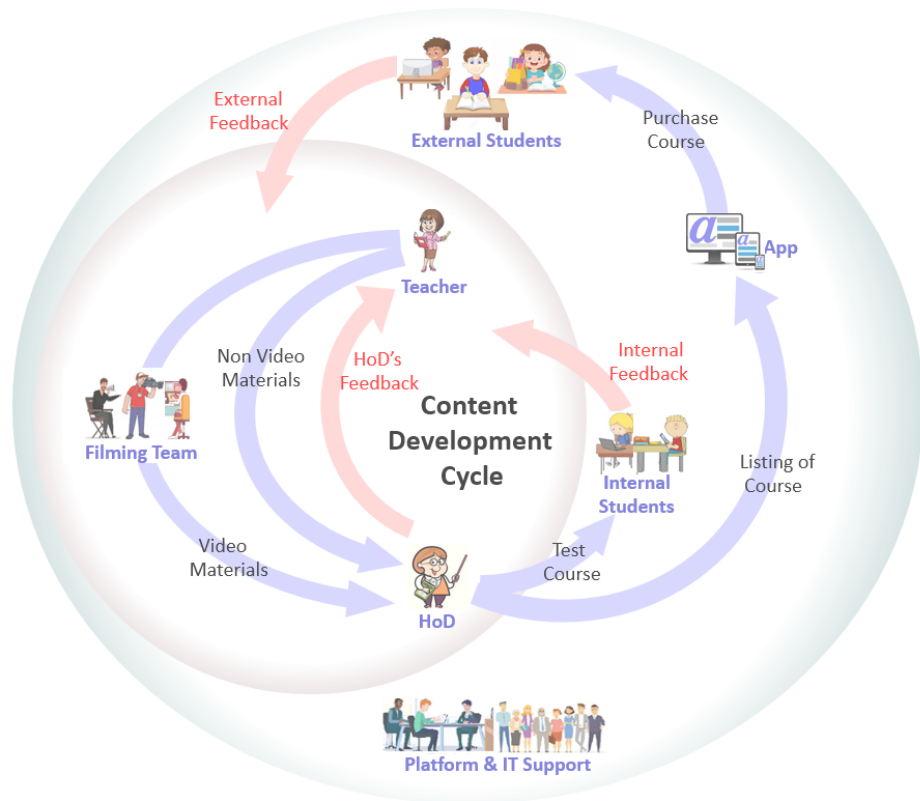 External
Feedback
External Students
Purchase
Course
a
a
App
Teacher
Non Video
Materials
HoD's
Feedback
Internal
Feedback
Content
Development
Cycle
Filming Team
Internal
Students
Listing of
Course
Video
Materials
Test
Course
HoD
Platform & IT Support